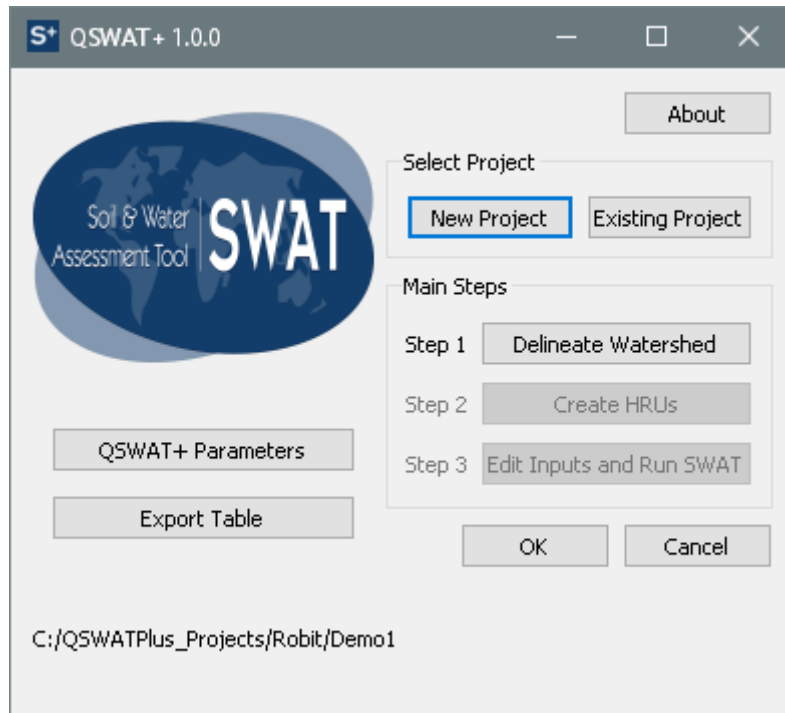 S+ QSWAT+ 1.0.0
About
Soil & Water
Assessment Tool
SWAT
Select Project
New Project Existing Project
Main Steps
Step 1 Delineate Watershed
Step 2 Create HRUs
Step 3 Edit Inputs and Run SWAT
QSWAT+ Parameters
Export Table
OK Cancel
C:/QSWATPlus_Projects/Robit/Demo1